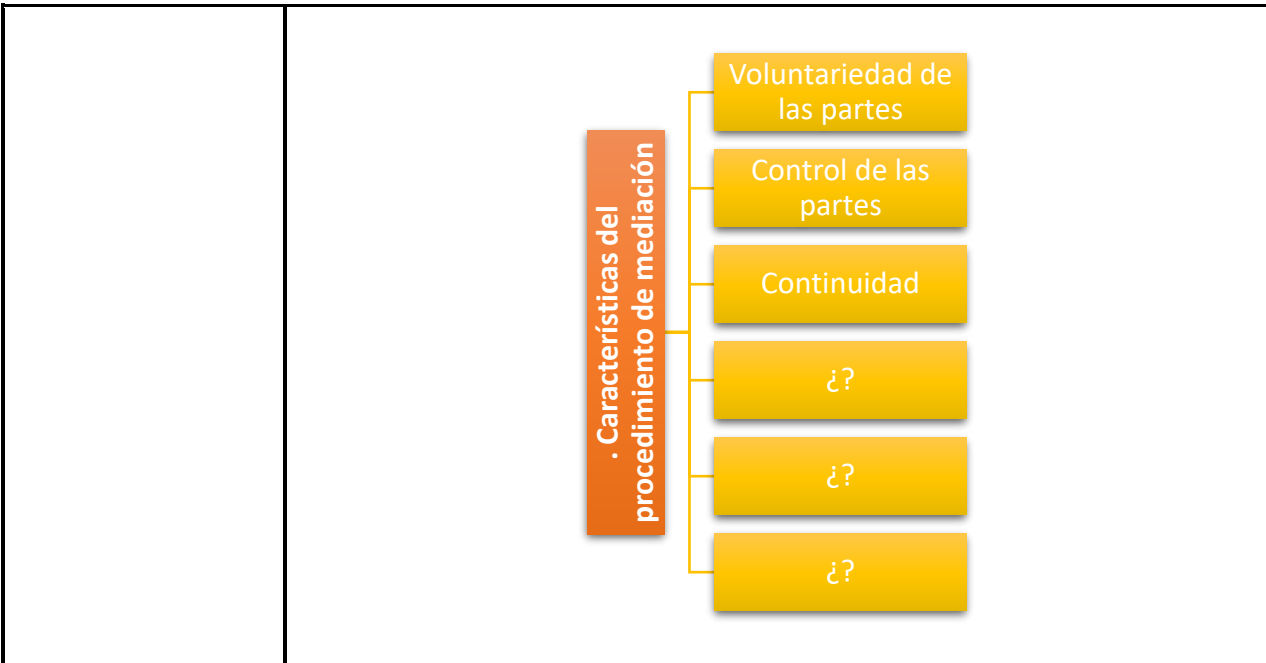 . Características del
procedimiento de mediación
Voluntariedad de
las partes
Control de las
partes
Continuidad
¿?
¿?
¿?